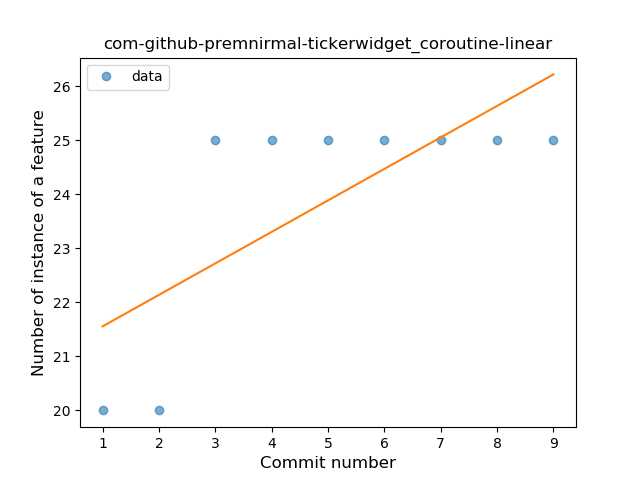 com-github-premnirmal-tickerwidget_coroutine-linear
data
Number of instance of a feature
26
25
24
23
22
21
20
1 2 3 4 5 6 7 8 9
Commit number